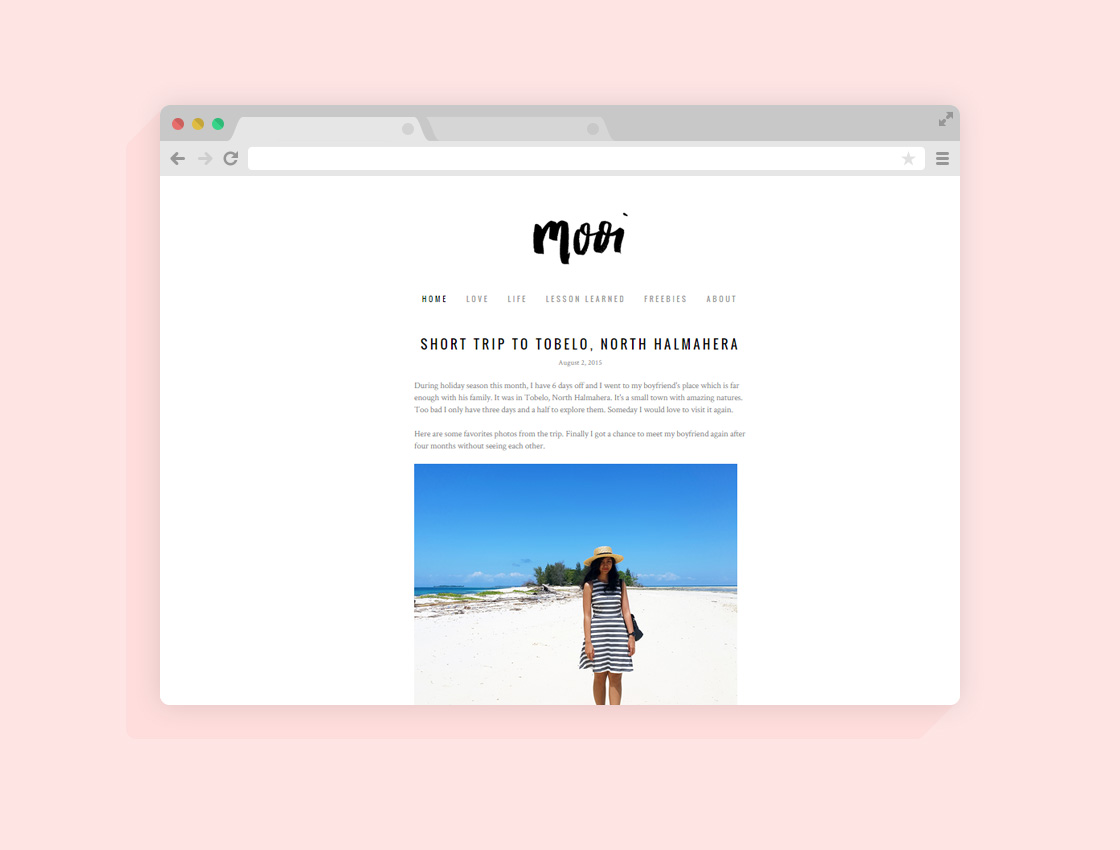 mooi
HOME LOVE LIFE LESSON LEARNED FREEBIES ABOUT
SHORT TRIP TO TOBELO, NORTH HALMAHERA
August 2, 2015
During holiday season this month, I have 6 days off and I went to my boyfriend's place which is far
enough with his family. It was in Tobelo, North Halmahera. It's a small town with amazing natures.
Too bad I only have three days and a half to explore them. Someday I would love to visit it again.
Here are some favorites photos from the trip. Finally I got a chance to meet my boyfriend again after
four months without seeing each other.